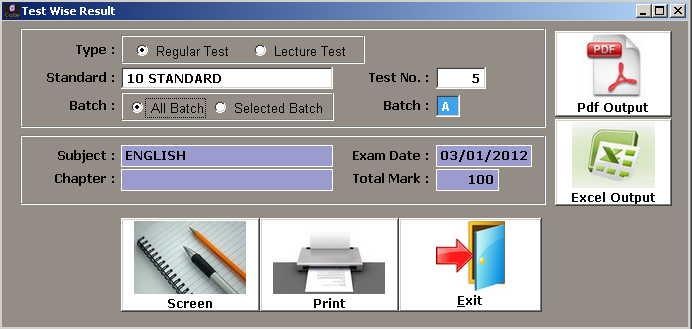 Test Wise Result
Type : Regular Test Lecture Test
Standard : 10 STANDARD Test No. : 5
Batch : All Batch Selected Batch Batch : A
Subject : ENGLISH Exam Date : 03/01/2012
Chapter : Total Mark : 100
PDF
Pdf Output
Excel Output
Screen Print Exit